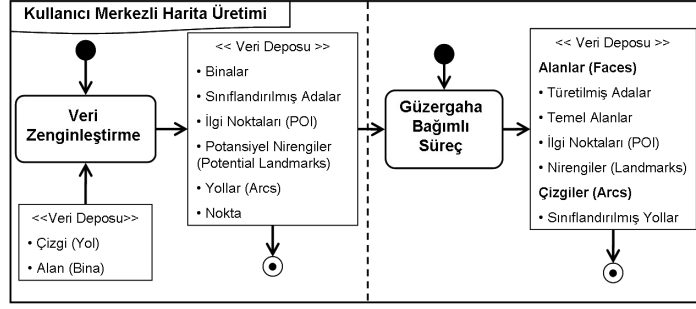 Kullanıcı Merkezli Harita Üretimi
Veri
Zenginleştirme
<<Veri Deposu>>
• Çizgi (Yol)
• Alan (Bina)
<< Veri Deposu >>
• Binalar
• Sınıflandırılmış Adalar
• İlgi Noktaları (POI)
• Potansiyel Nirengiler
(Potential Landmarks)
• Yollar (Arcs)
• Nokta
Güzergaha
Bağımlı
Süreç
<< Veri Deposu >>
Alanlar (Faces)
• Türetilmiş Adalar
• Temel Alanlar
• İlgi Noktaları (POI)
• Nirengiler (Landmarks)
Çizgiler (Arcs)
• Sınıflandırılmış Yollar